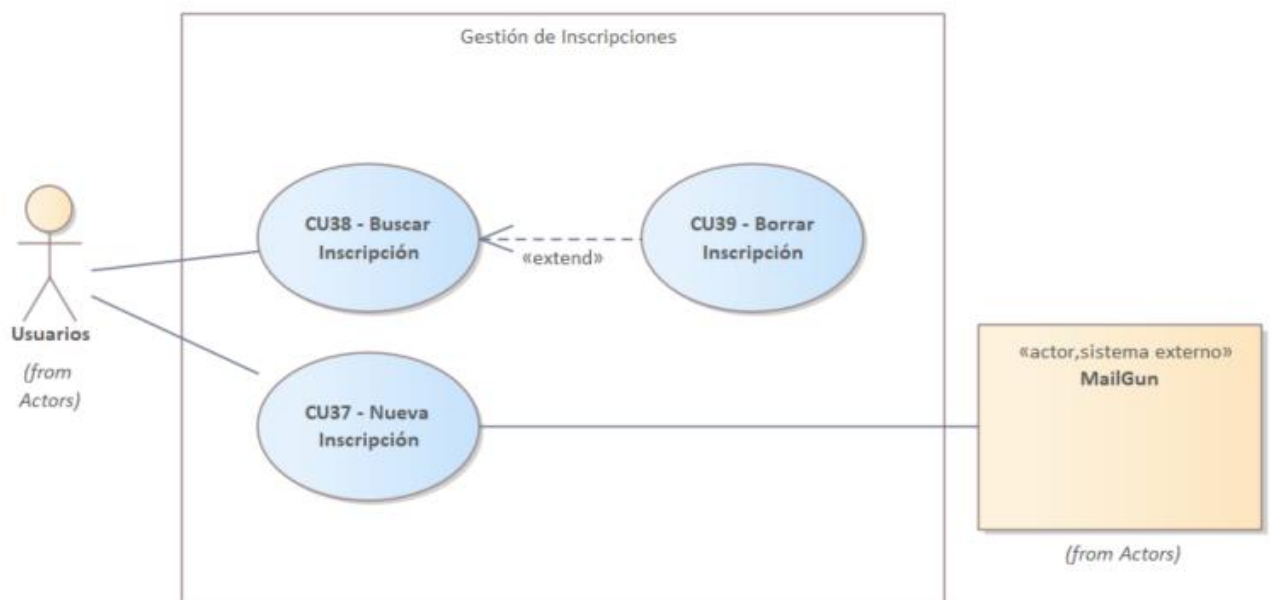 Gestión de Inscripciones
CU38 - Buscar
Inscripción
CU39 - Borrar
Inscripción
«extend»
Usuarios
(from
Actors)
CU37 - Nueva
Inscripción
«actor,sistema externo»
MailGun
(from Actors)